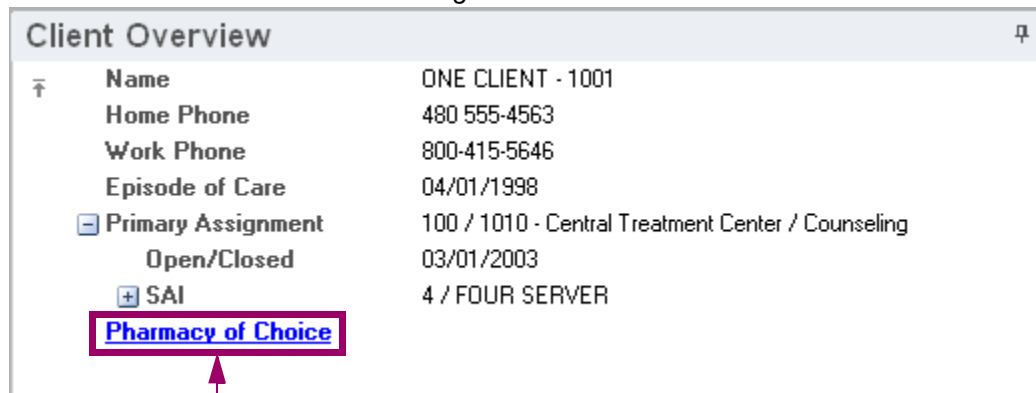 Client Overview
Name ONE CLIENT - 1001
Home Phone 480 555-4563
Work Phone 800-415-5646
Episode of Care 04/01/1998
Primary Assignment 100 / 1010 - Central Treatment Center / Counseling
Open/Closed 03/01/2003
SAI 4 / FOUR SERVER
Pharmacy of Choice